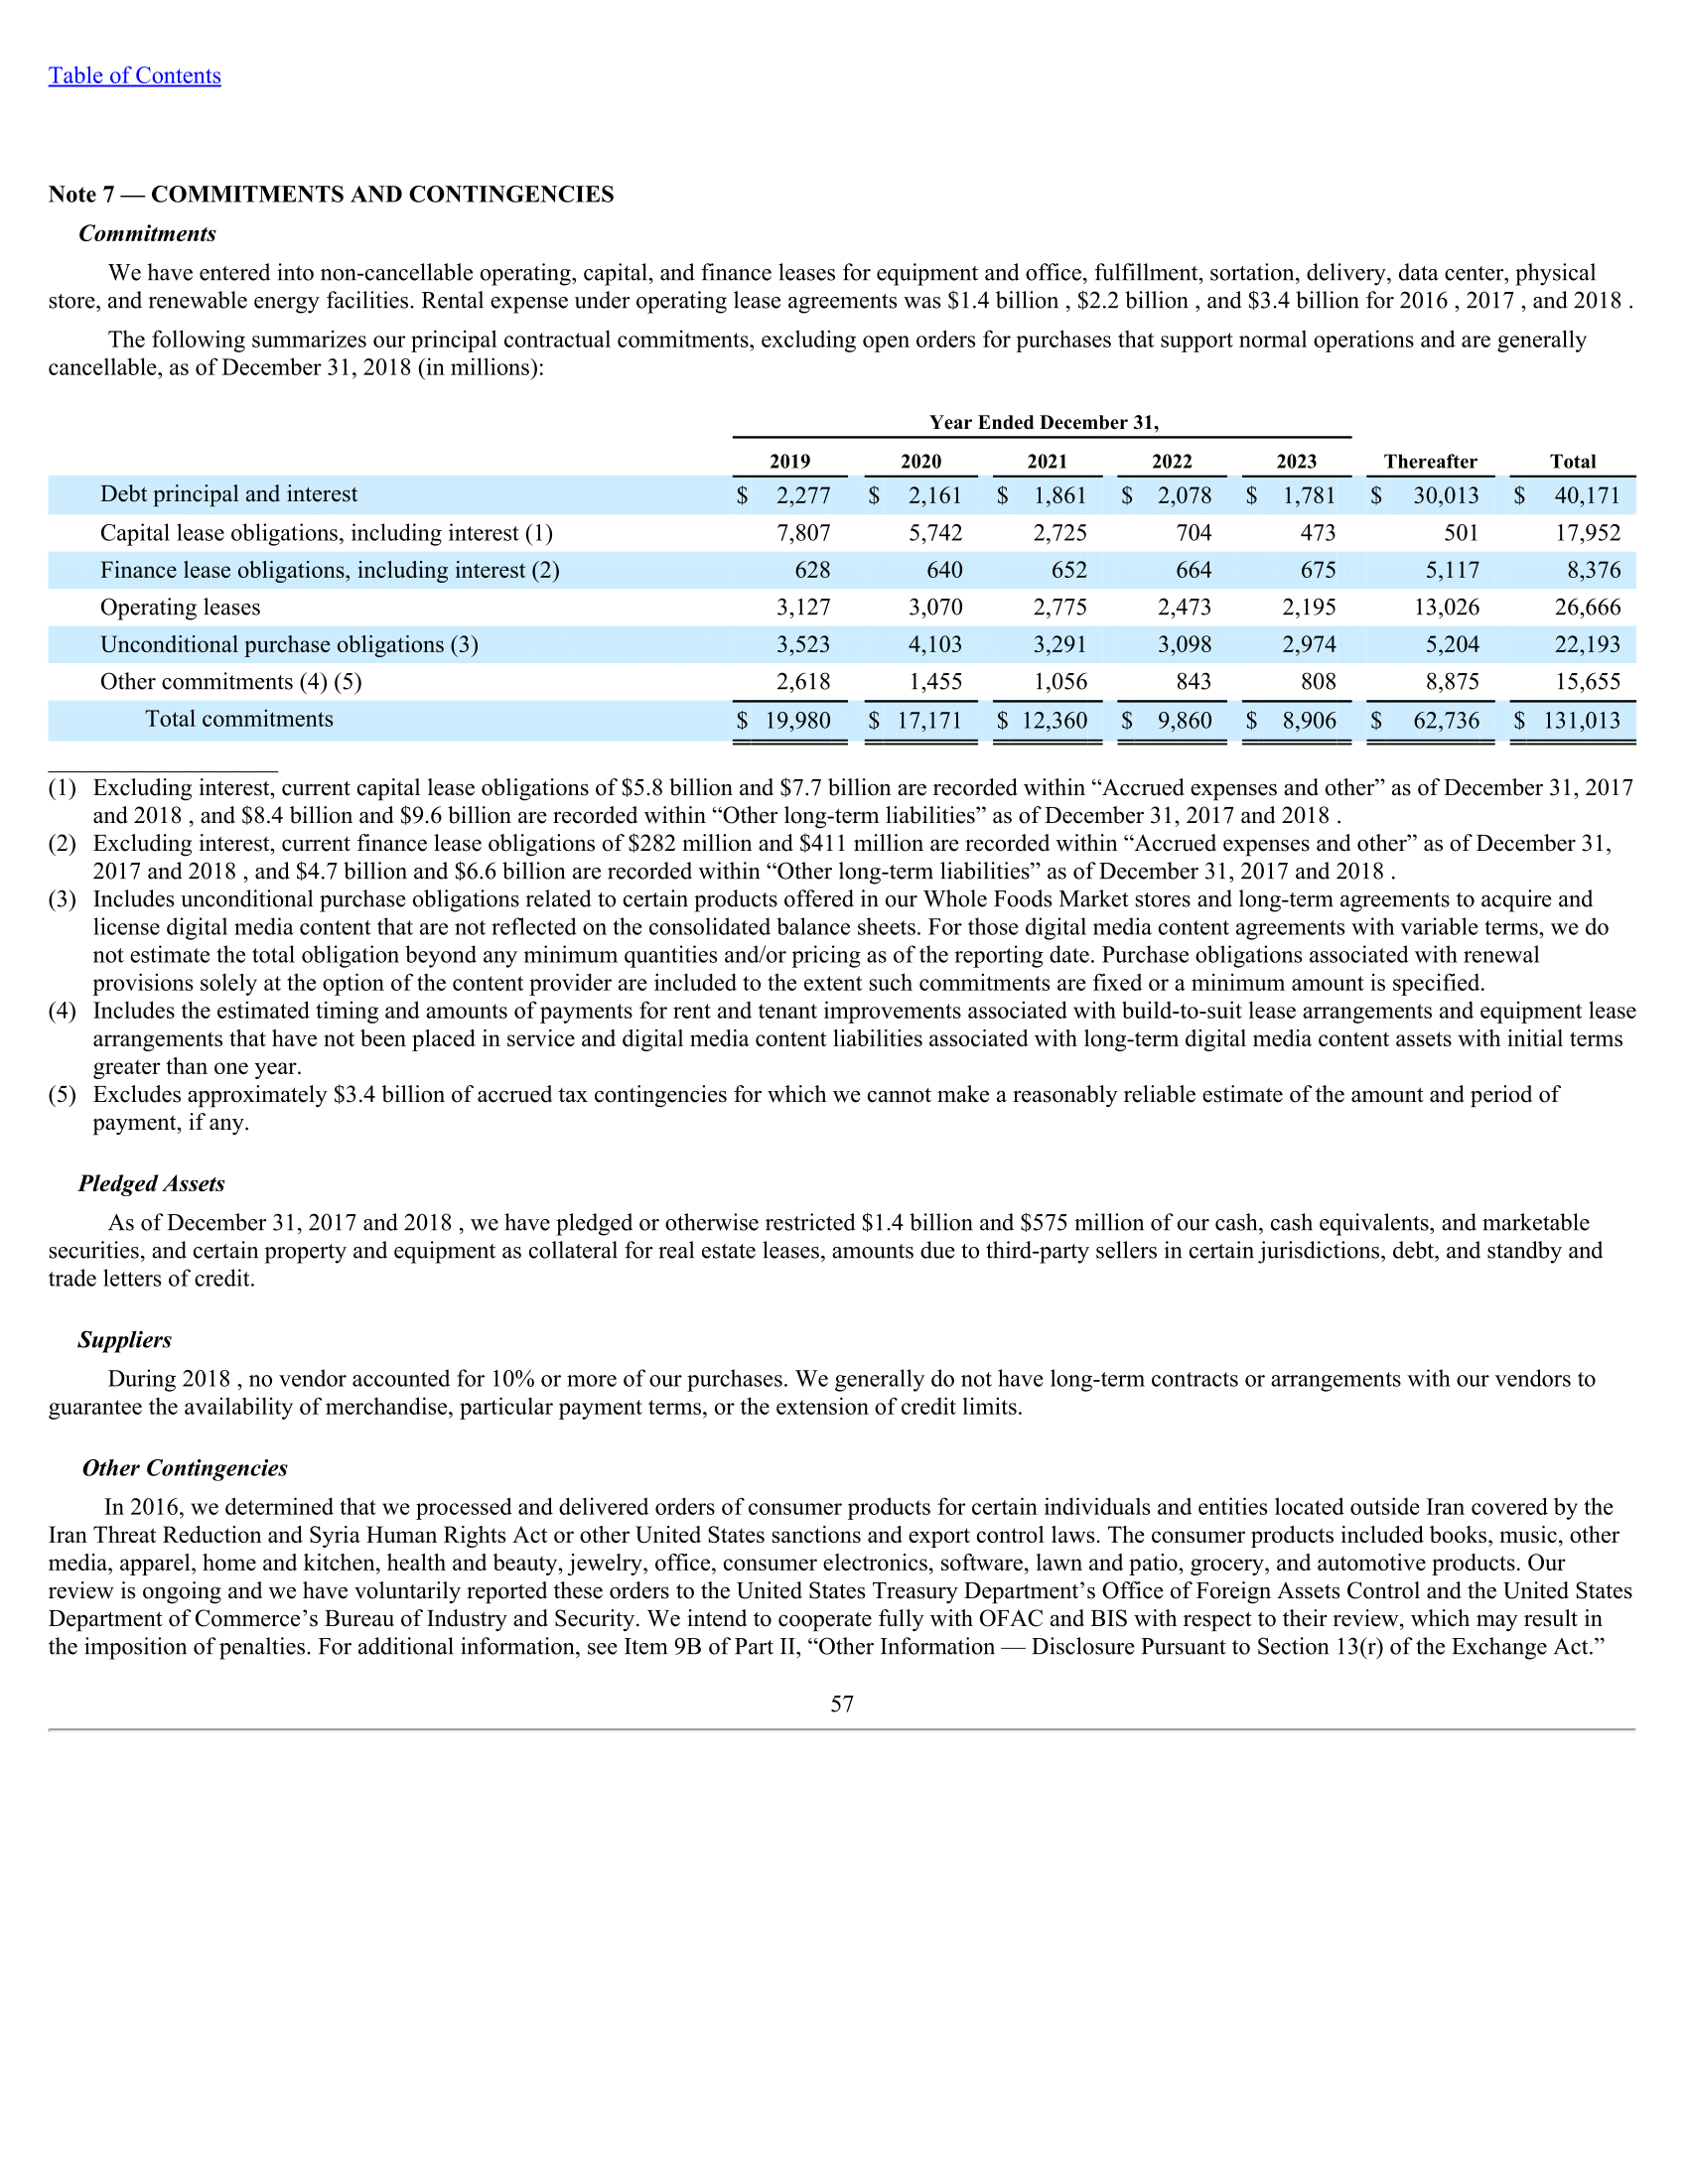 Table of Contents
Note 7 — COMMITMENTS AND CONTINGENCIES
Commitments
We have entered into non-cancellable operating, capital, and finance leases for equipment and office, fulfillment, sortation, delivery, data center, physical
store, and renewable energy facilities. Rental expense under operating lease agreements was $1.4 billion , $2.2 billion , and $3.4 billion for 2016 , 2017 , and 2018 .
The following summarizes our principal contractual commitments, excluding open orders for purchases that support normal operations and are generally
cancellable, as of December 31, 2018 (in millions):
Year Ended December 31,
2019 2020 2021 2022 2023 Thereafter Total
Debt principal and interest $ 2,277 $ 2,161 $ 1,861 $ 2,078 $ 1,781 $ 30,013 $ 40,171
Capital lease obligations, including interest (1) 7,807 5,742 2,725 704 473 501 17,952
Finance lease obligations, including interest (2) 628 640 652 664 675 5,117 8,376
Operating leases 3,127 3,070 2,775 2,473 2,195 13,026 26,666
Unconditional purchase obligations (3) 3,523 4,103 3,291 3,098 2,974 5,204 22,193
Other commitments (4) (5) 2,618 1,455 1,056 843 808 8,875 15,655
Total commitments $ 19,980 $ 17,171 $ 12,360 $ 9,860 $ 8,906 $ 62,736 $ 131,013
(1) Excluding interest, current capital lease obligations of $5.8 billion and $7.7 billion are recorded within “Accrued expenses and other” as of December 31, 2017
and 2018 , and $8.4 billion and $9.6 billion are recorded within “Other long-term liabilities” as of December 31, 2017 and 2018 .
(2) Excluding interest, current finance lease obligations of $282 million and $411 million are recorded within “Accrued expenses and other” as of December 31,
2017 and 2018 , and $4.7 billion and $6.6 billion are recorded within “Other long-term liabilities” as of December 31, 2017 and 2018 .
(3) Includes unconditional purchase obligations related to certain products offered in our Whole Foods Market stores and long-term agreements to acquire and
license digital media content that are not reflected on the consolidated balance sheets. For those digital media content agreements with variable terms, we do
not estimate the total obligation beyond any minimum quantities and/or pricing as of the reporting date. Purchase obligations associated with renewal
provisions solely at the option of the content provider are included to the extent such commitments are fixed or a minimum amount is specified.
(4) Includes the estimated timing and amounts of payments for rent and tenant improvements associated with build-to-suit lease arrangements and equipment lease
arrangements that have not been placed in service and digital media content liabilities associated with long-term digital media content assets with initial terms
greater than one year.
(5) Excludes approximately $3.4 billion of accrued tax contingencies for which we cannot make a reasonably reliable estimate of the amount and period of
payment, if any.
Pledged Assets
As of December 31, 2017 and 2018 , we have pledged or otherwise restricted $1.4 billion and $575 million of our cash, cash equivalents, and marketable
securities, and certain property and equipment as collateral for real estate leases, amounts due to third-party sellers in certain jurisdictions, debt, and standby and
trade letters of credit.
Suppliers
During 2018 , no vendor accounted for 10% or more of our purchases. We generally do not have long-term contracts or arrangements with our vendors to
guarantee the availability of merchandise, particular payment terms, or the extension of credit limits.
Other Contingencies
In 2016, we determined that we processed and delivered orders of consumer products for certain individuals and entities located outside Iran covered by the
Iran Threat Reduction and Syria Human Rights Act or other United States sanctions and export control laws. The consumer products included books, music, other
media, apparel, home and kitchen, health and beauty, jewelry, office, consumer electronics, software, lawn and patio, grocery, and automotive products. Our
review is ongoing and we have voluntarily reported these orders to the United States Treasury Department’s Office of Foreign Assets Control and the United States
Department of Commerce’s Bureau of Industry and Security. We intend to cooperate fully with OFAC and BIS with respect to their review, which may result in
the imposition of penalties. For additional information, see Item 9B of Part II, “Other Information — Disclosure Pursuant to Section 13(r) of the Exchange Act.”
57